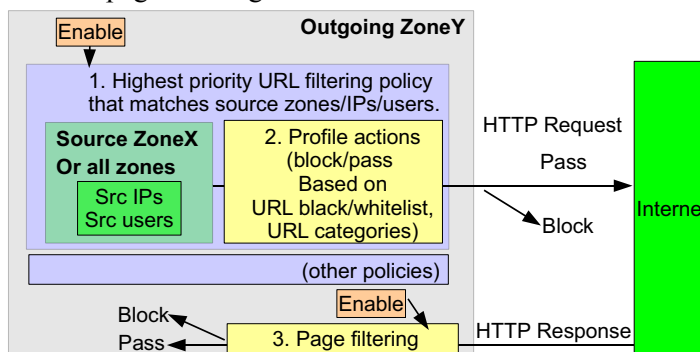 Outgoing ZoneY
Enable
1. Highest priority URL filtering policy
that matches source zones/IPs/users.
Source ZoneX
Or all zones
Src IPs
Src users
2. Profile actions
(block/pass
Based on
URL black/whitelist,
URL categories)
HTTP Request
Pass
Block
Interne
(other policies)
Enable
Block
Pass
3. Page filtering
HTTP Response